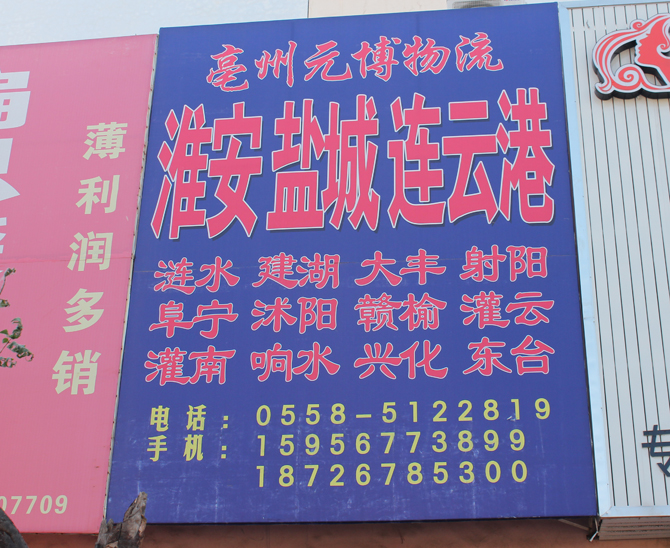 亳州元博物流
淮安 盐城 连云港
涟水 建湖 大丰 射阳
阜宁 沭阳 赣榆 灌云
灌南 响水 兴化 东台
电话：0558-5122819
手机：15956773899
18726785300
薄利润多销
07709